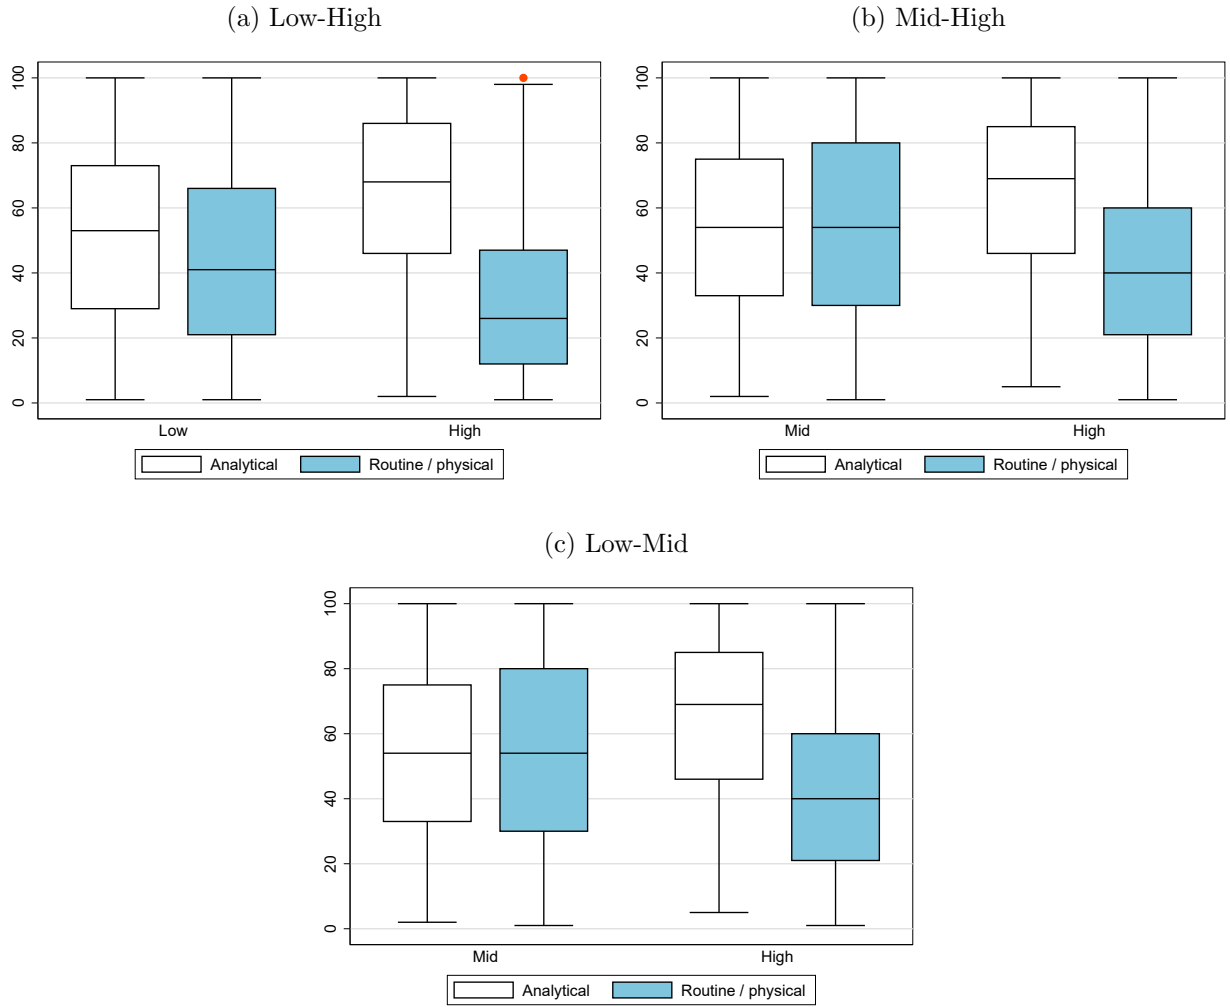 (a) Low-High
(b) Mid-High
0 20 40 60 80 100
Low High
Analytical Routine / physical
0 20 40 60 80 100
Mid High
Analytical Routine / physical
(c) Low-Mid
0 20 40 60 80 100
Mid High
Analytical Routine / physical